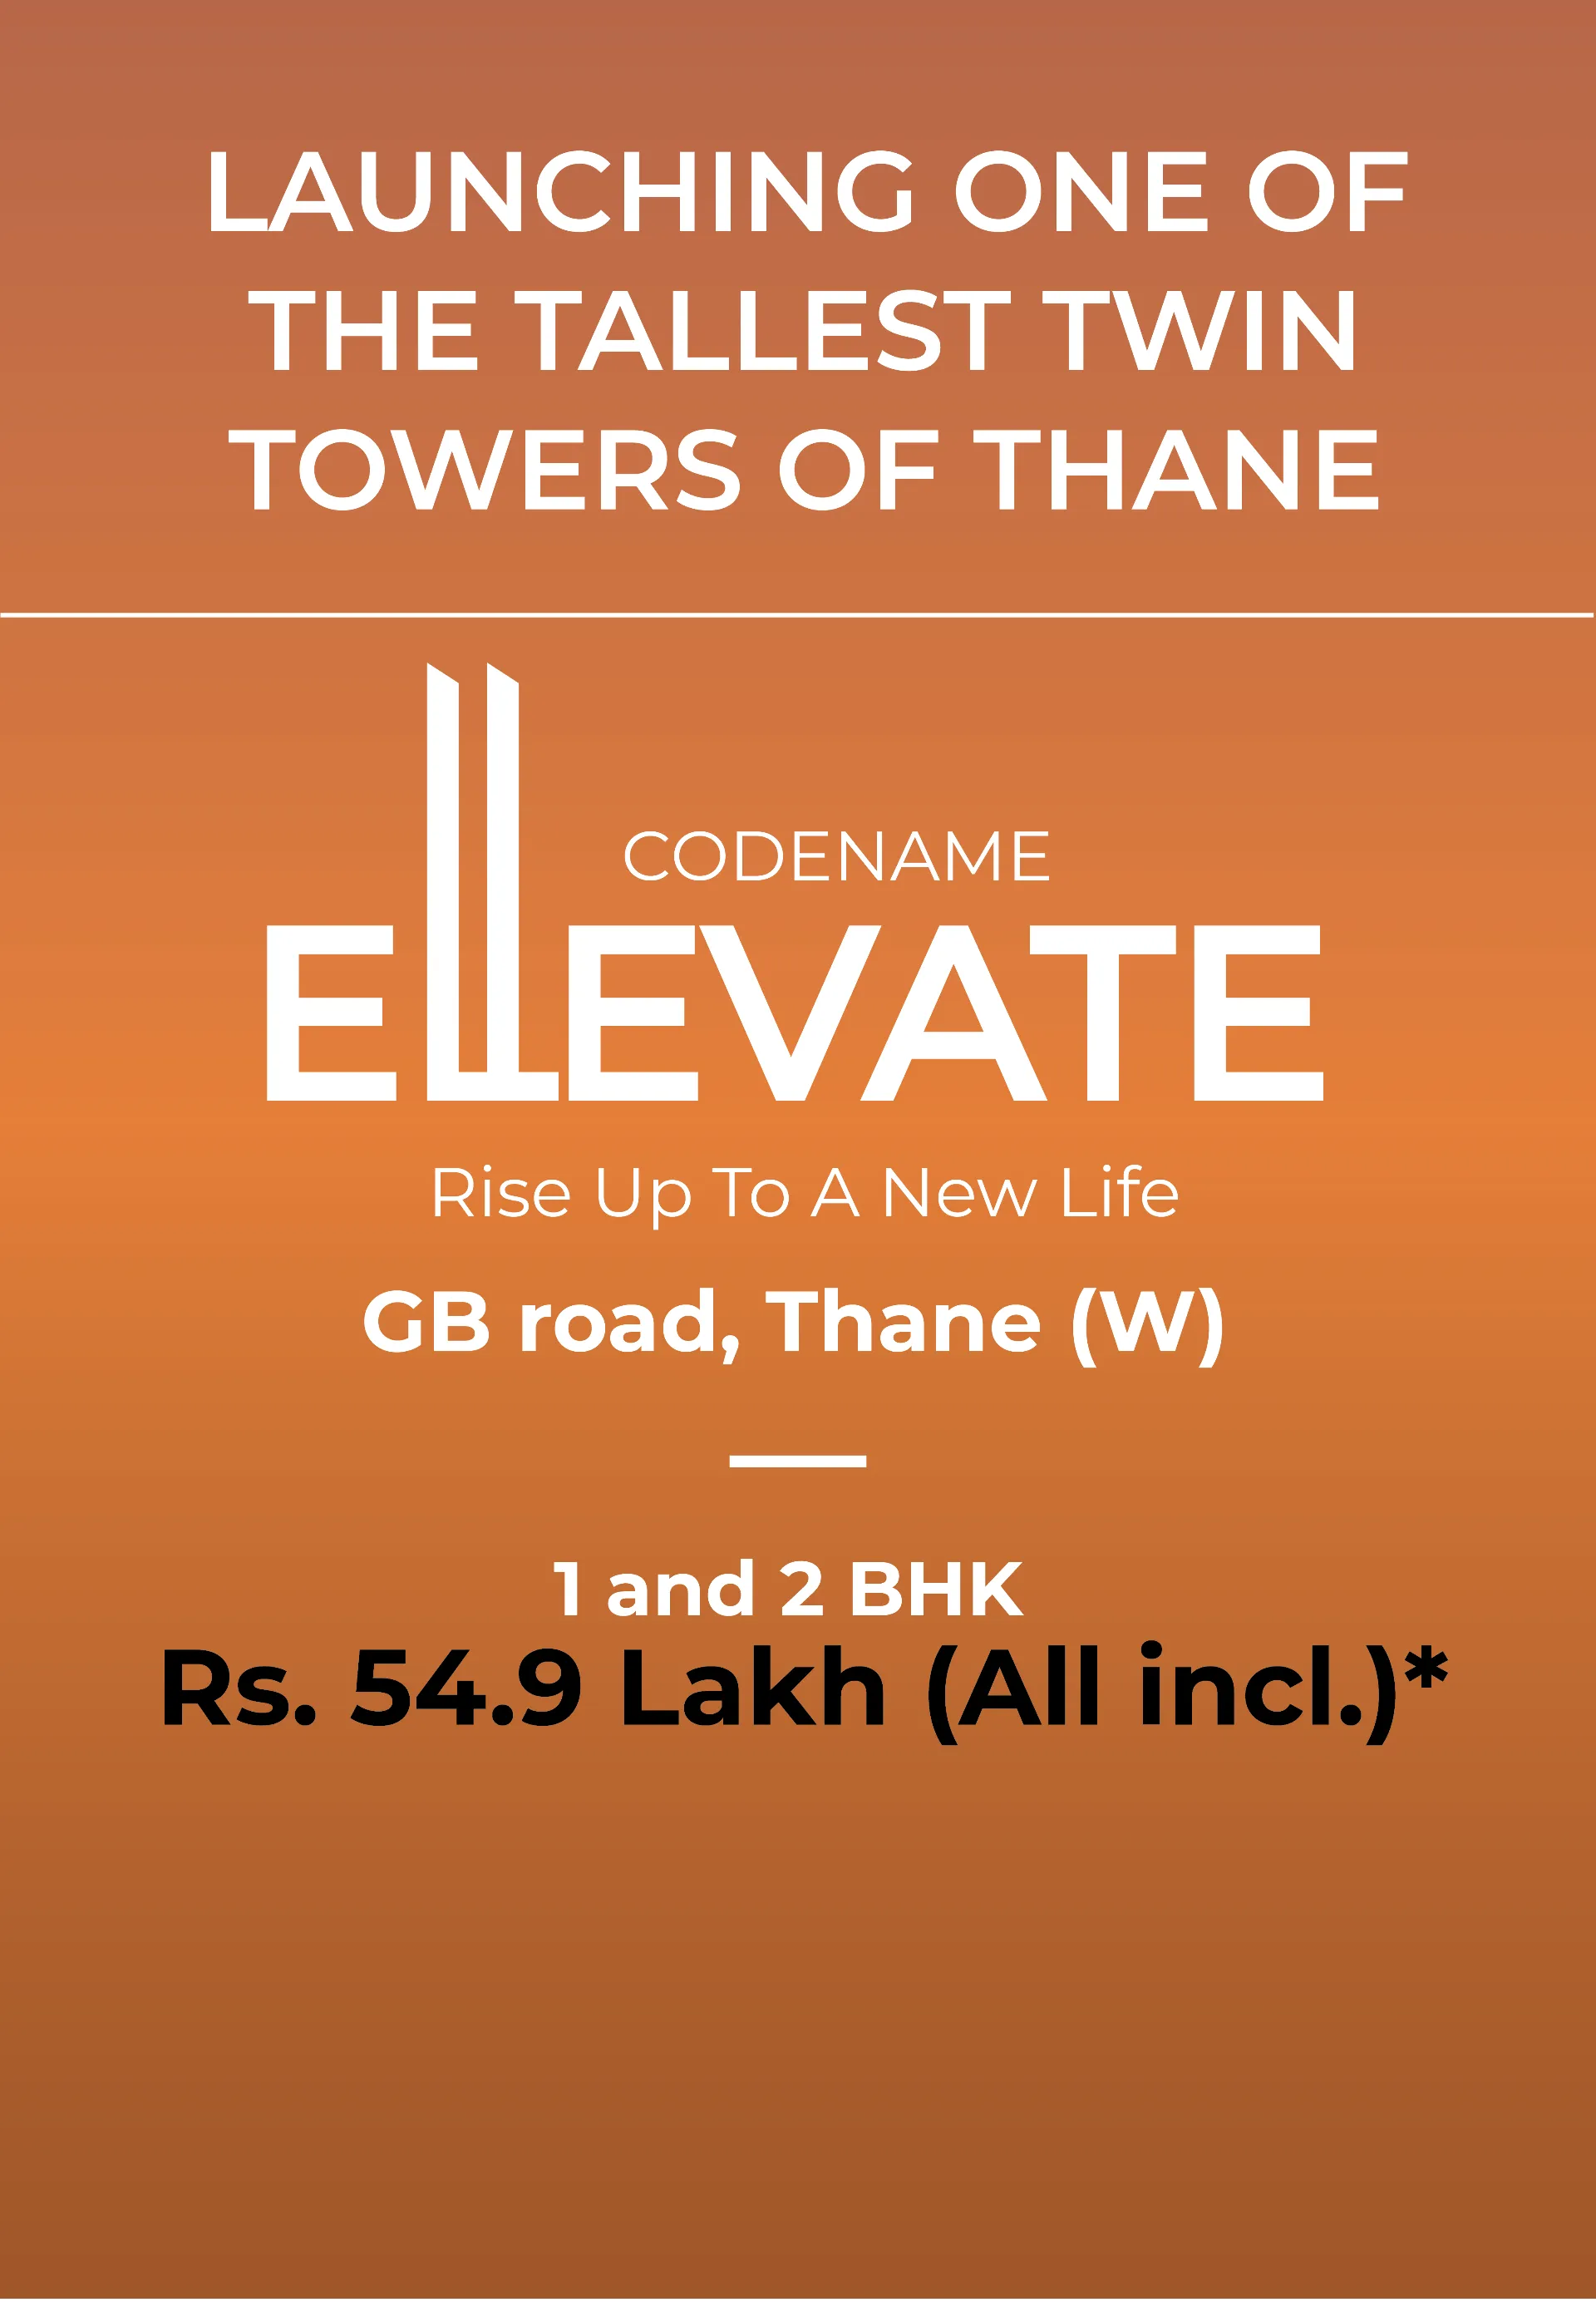 LAUNCHING ONE OF
THE TALLEST TWIN
TOWERS OF THANE
CODENAME
ELLEVATE
Rise Up To A New Life
GB road, Thane (W)
1 and 2 BHK
Rs. 54.9 Lakh (All incl.)*